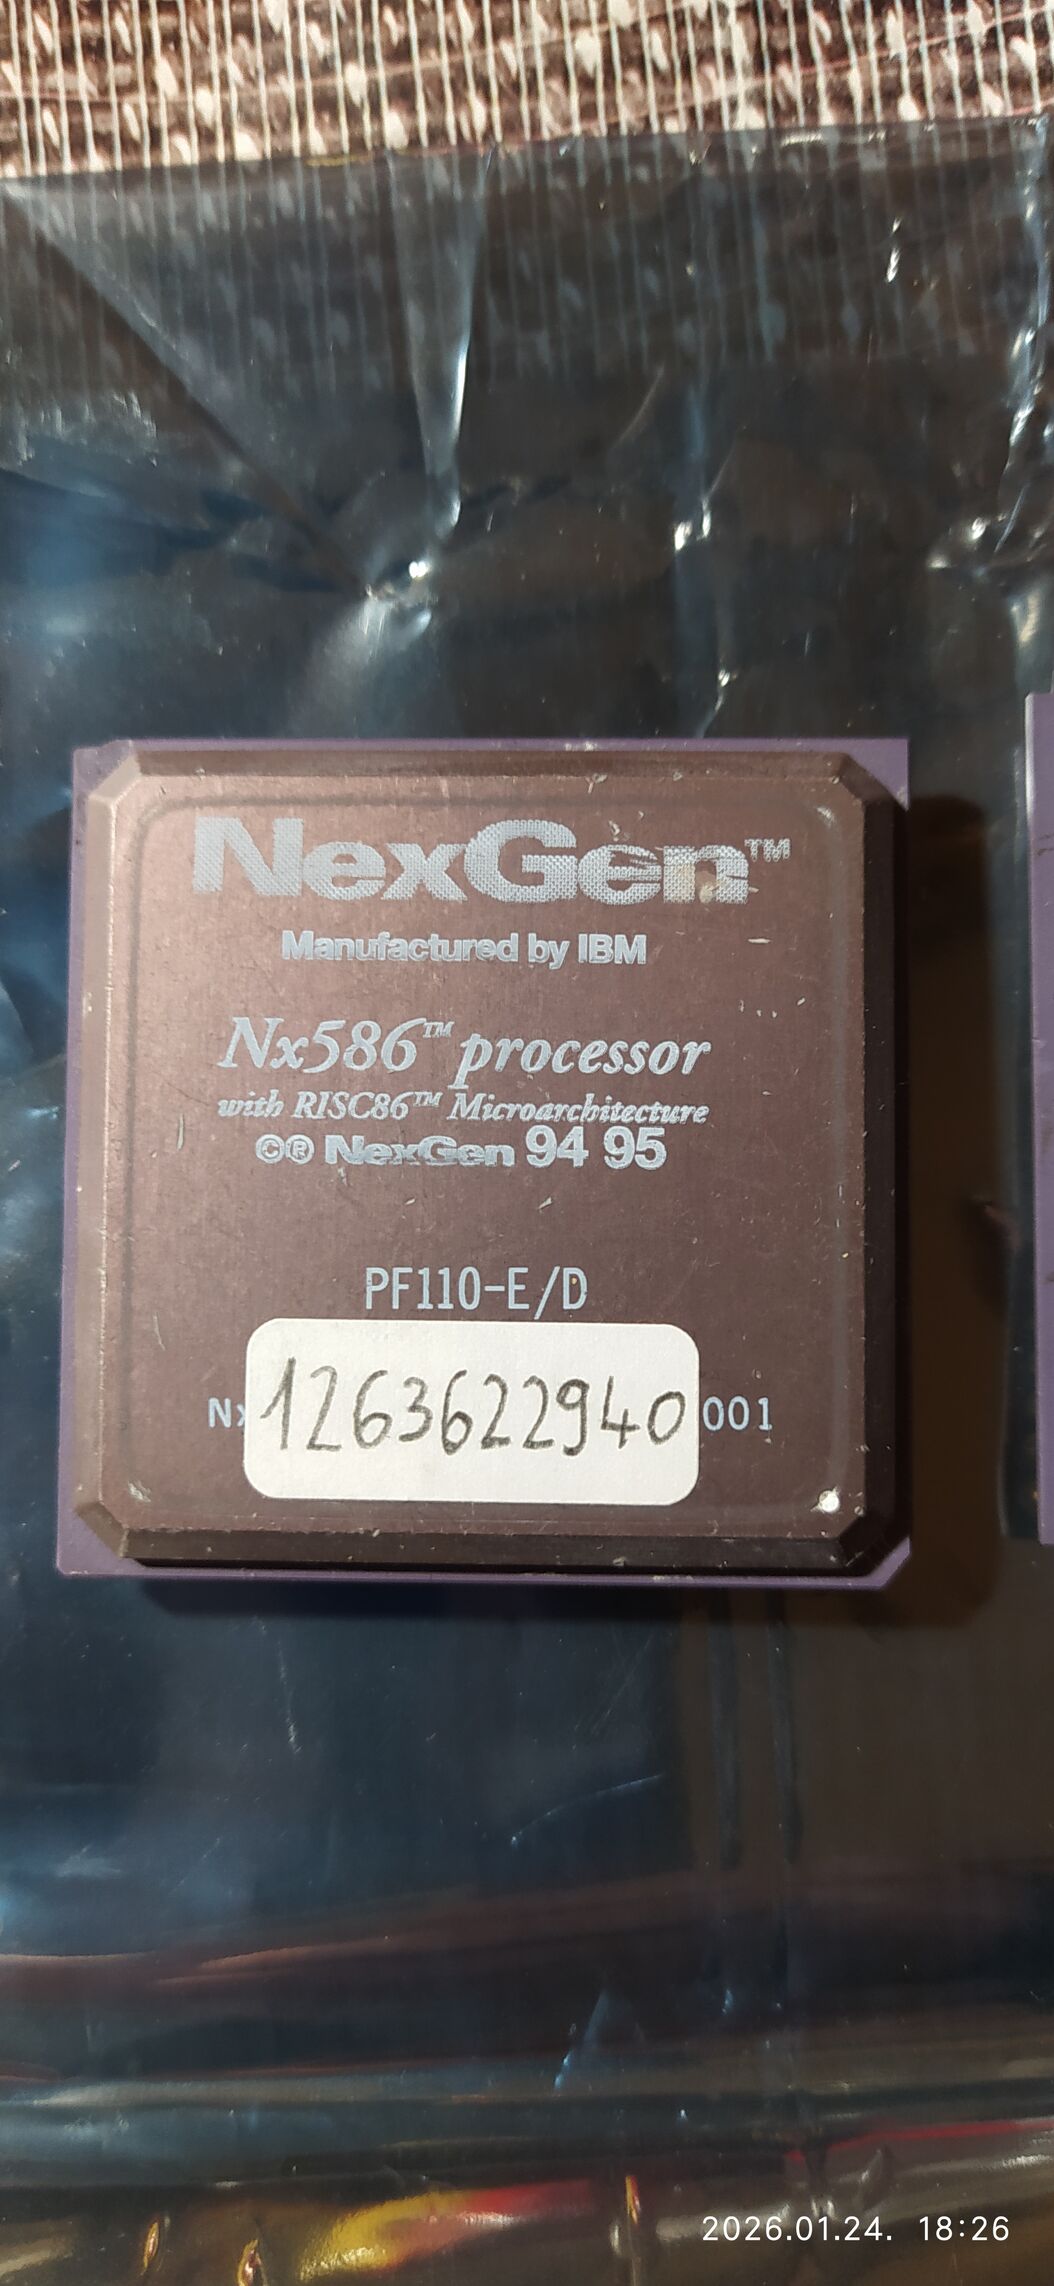 NexGen™
Manufactured by IBM
Nx586™ processor
with RISC86™ Microarchitecture
©® NexGen 94 95
PF110-E/D
1263622940
001
2026.01.24. 18:26